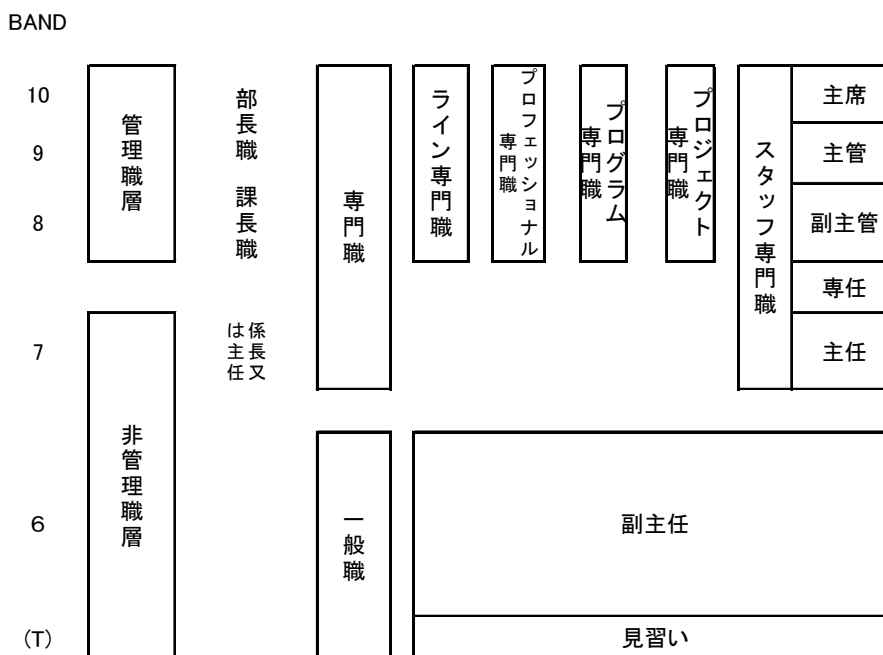 BAND
10
9
8
7
6
(T)
管理職層
非管理職層
部長職 課長職
係長又
は主任
専門職
一般職
ライン専門職
プロフェッショナル
専門職
プログラム
専門職
プロジェクト
専門職
スタッフ専門職
主席
主管
副主管
専任
主任
副主任
見習い